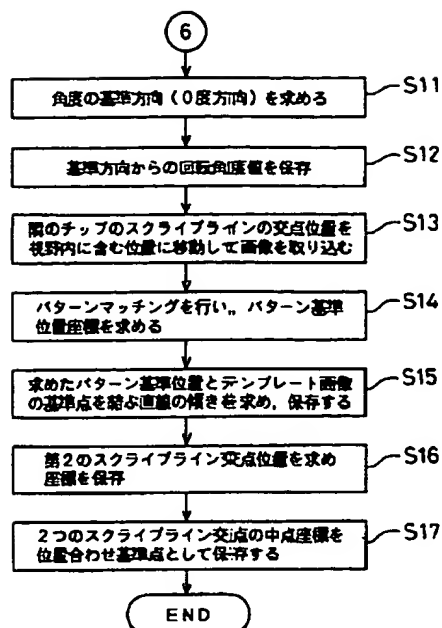 6
角度の基準方向(0度方向)を求める
S11
基準方向からの回転角度値を保存
S12
隣のチップのスクライブラインの交点位置を
視野内に含む位置に移動して画像を取り込む
S13
パターンマッチングを行い、パターン基準
位置座標を求める
S14
求めたパターン基準位置とテンプレート画像
の基準点を結ぶ直線の傾きを求め,保存する
S15
第2のスクライブライン交点位置を求め
座標を保存
S16
2つのスクライブライン交点の中点座標を
位置合わせ基準点として保存する
S17
END